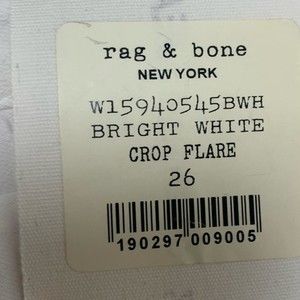 rag & bone
NEW YORK
W15940545BWH
BRIGHT WHITE
CROP FLARE
26
190297 009005